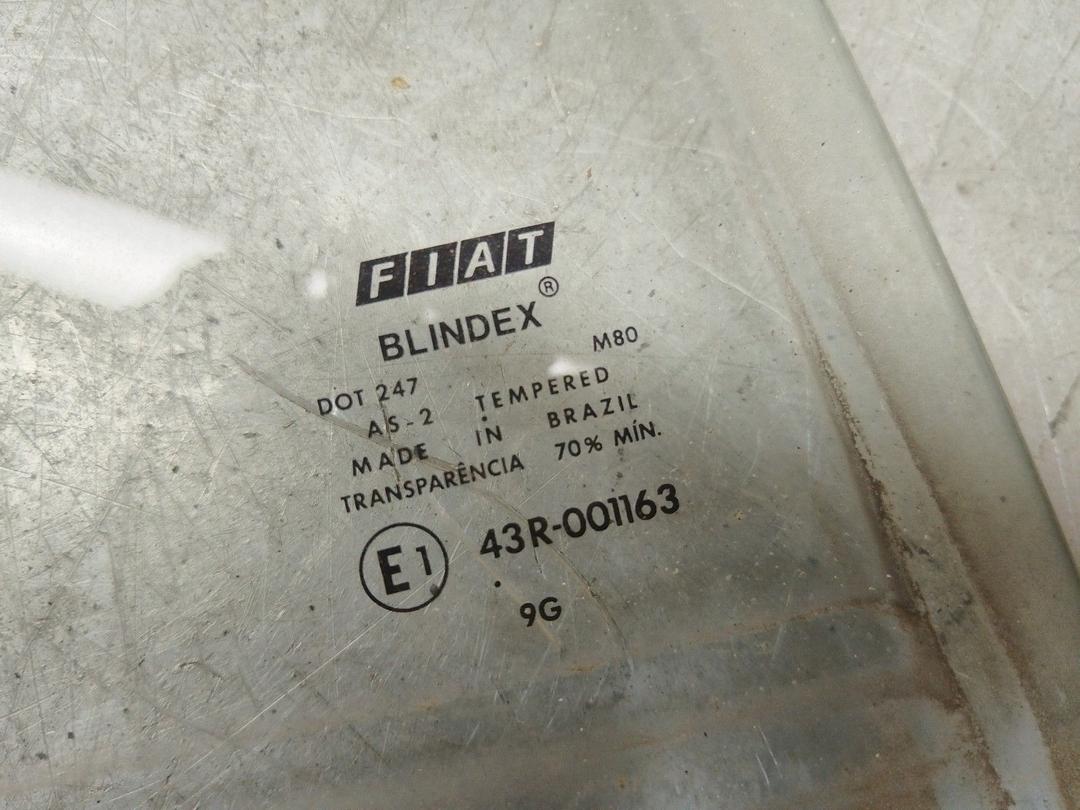 FIAT
BLINDEX®
DOT 247 M80
AS-2 TEMPERED
MADE IN BRAZIL
TRANSPARÊNCIA 70% MÍN.
E1 43R-001163
9G